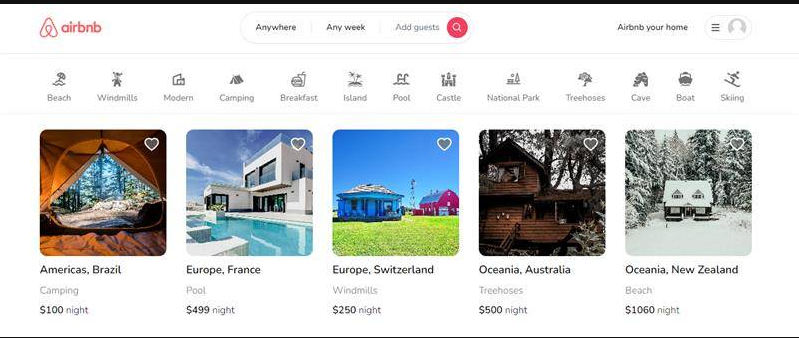 airbnb
Anywhere Any week Add guests
Airbnb your home
Beach Windmills Modern Camping Breakfast Island Pool Castle National Park Treehoses Cave Boat Skiing
Americas, Brazil
Camping
$100 night
Europe, France
Pool
$499 night
Europe, Switzerland
Windmills
$250 night
Oceania, Australia
Treehoses
$500 night
Oceania, New Zealand
Beach
$1060 night